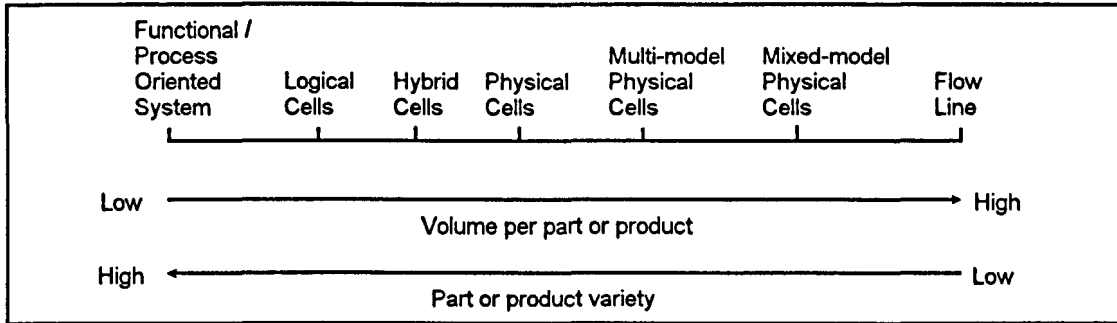 Functional /
Process
Oriented
System
Logical
Cells
Hybrid
Cells
Physical
Cells
Multi-model
Physical
Cells
Mixed-model
Physical
Cells
Flow
Line
Low
High
Volume per part or product
High
Low
Part or product variety